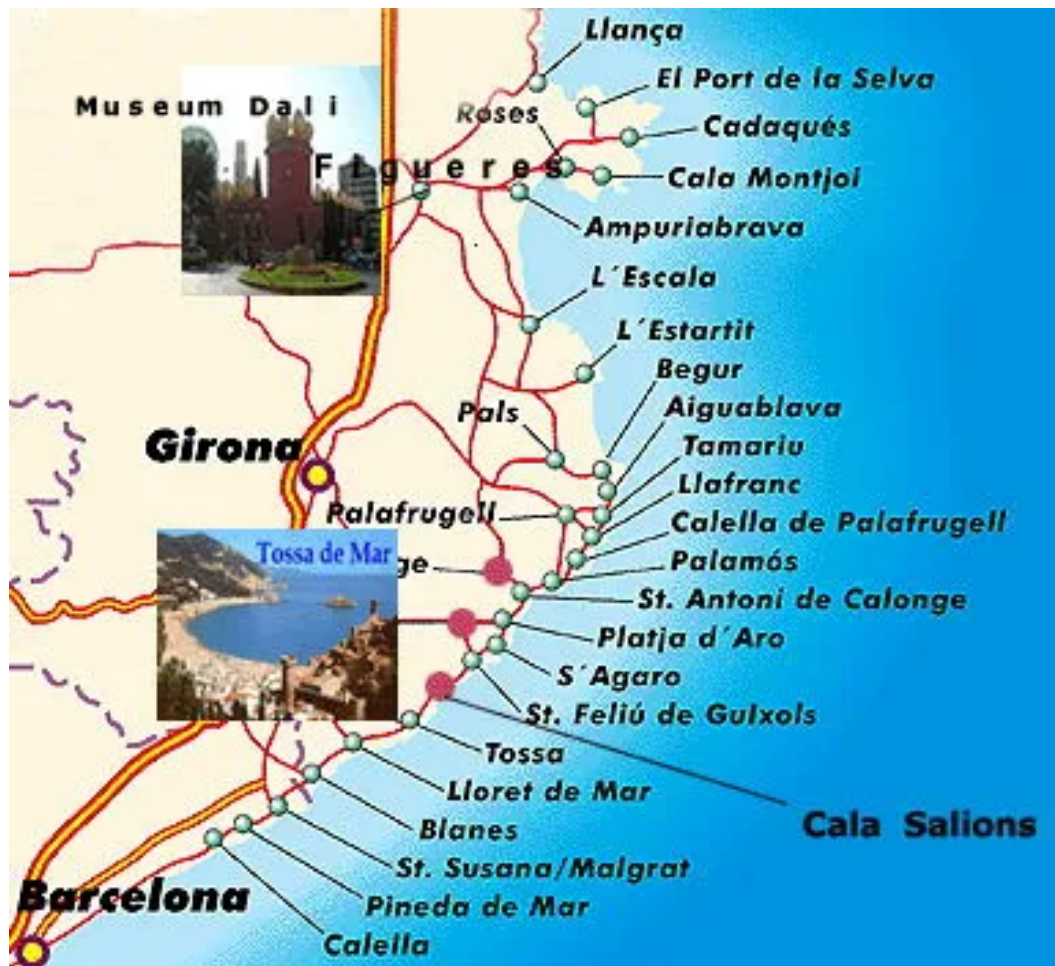 Llança
El Port de la Selva
Museum Dali
Roses
Cadaqués
Figueres
Cala Montjoi
Ampuriabrava
L´Escala
L´Estartit
Begur
Pals
Aiguablava
Girona
Tamariu
Llafranc
Palafrugell
Calella de Palafrugell
Tossa de Mar
ge
Palamós
St. Antoni de Calonge
Platja d´Aro
S´Agaro
St. Feliú de Guíxols
Tossa
Lloret de Mar
Cala Salions
Blanes
St. Susana/Malgrat
Barcelona
Pineda de Mar
Calella